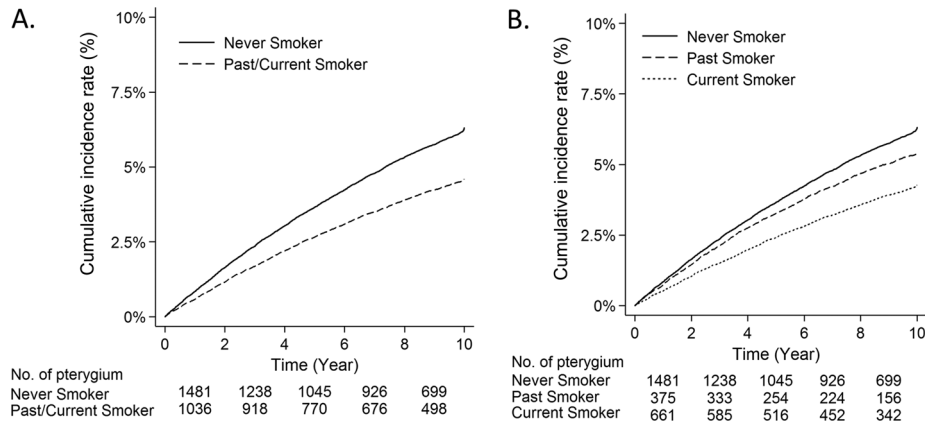 A.
10%
7.5%
5%
2.5%
0%
Cumulative incidence rate (%)
Never Smoker
Past/Current Smoker
0 2 4 6 8 10
Time (Year)
No. of pterygium
Never Smoker 1481 1238 1045 926 699
Past/Current Smoker 1036 918 770 676 498
B.
10%
7.5%
5%
2.5%
0%
Cumulative incidence rate (%)
Never Smoker
Past Smoker
Current Smoker
0 2 4 6 8 10
Time (Year)
No. of pterygium
Never Smoker 1481 1238 1045 926 699
Past Smoker 375 333 254 224 156
Current Smoker 661 585 516 452 342